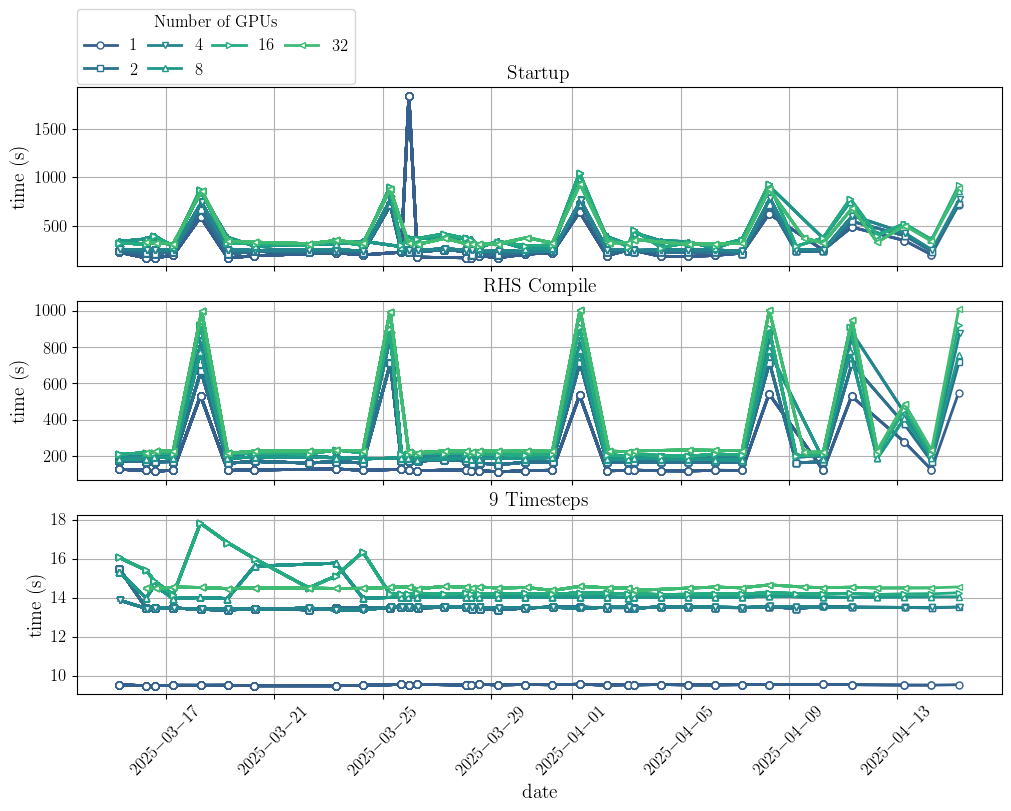 Number of GPUs
1 4 16 32
2 8
Startup
time (s)
1500
1000
500
RHS Compile
time (s)
1000
800
600
400
200
9 Timesteps
time (s)
18
16
14
12
10
2025−03−17 2025−03−21 2025−03−25 2025−03−29 2025−04−01 2025−04−05 2025−04−09 2025−04−13
date